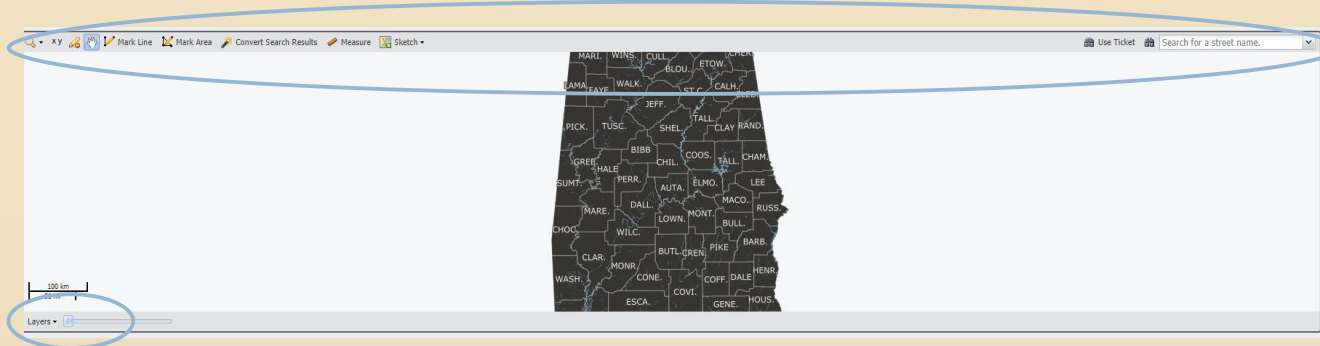 x y Mark Line Mark Area Convert Search Results Measure Sketch Use Ticket Search for a street name.
MARI. WINS. CULL. CHER.
BLOU. ETOW.
LAMA. FAYE. WALK. ST.C. CALH. CLEB.
JEFF.
PICK. TUSC. SHEL. TALL. CLAY RAND.
BIBB
GREE. HALE CHIL. COOS. TALL. CHAM.
SUMT. PERR. AUTA. ELMO. LEE
MARE. DALL. LOWN. MONT. MACO. RUSS.
CHOC. WILC. BULL.
CLAR. BUTL. CREN. PIKE BARB.
MONR.
WASH. CONE. COFF. DALE HENR.
COVI.
ESCA. GENE. HOUS.
100 km
Layers